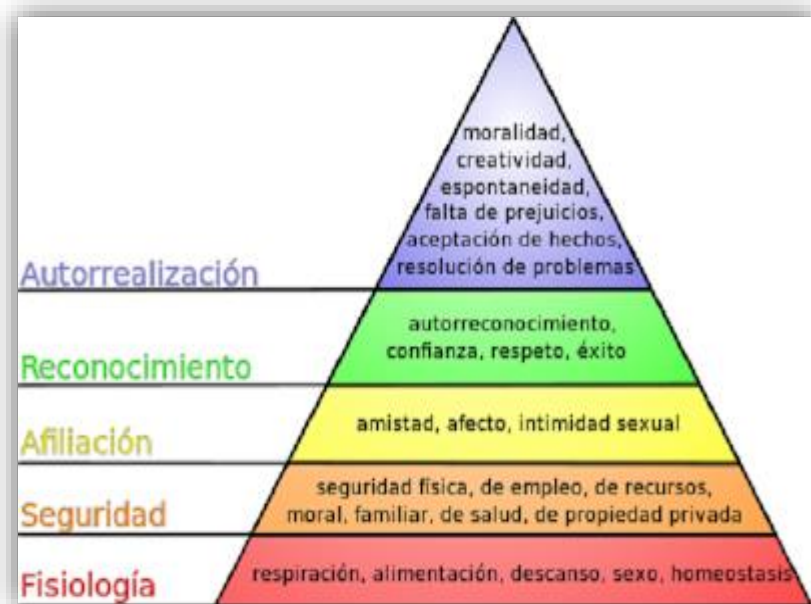 moralidad,
creatividad,
espontaneidad,
falta de prejuicios,
aceptación de hechos,
resolución de problemas
Autorrealización
autorreconocimiento,
confianza, respeto, éxito
Reconocimiento
amistad, afecto, intimidad sexual
Afiliación
seguridad física, de empleo, de recursos,
moral, familiar, de salud, de propiedad privada
Seguridad
respiración, alimentación, descanso, sexo, homeostasis
Fisiología